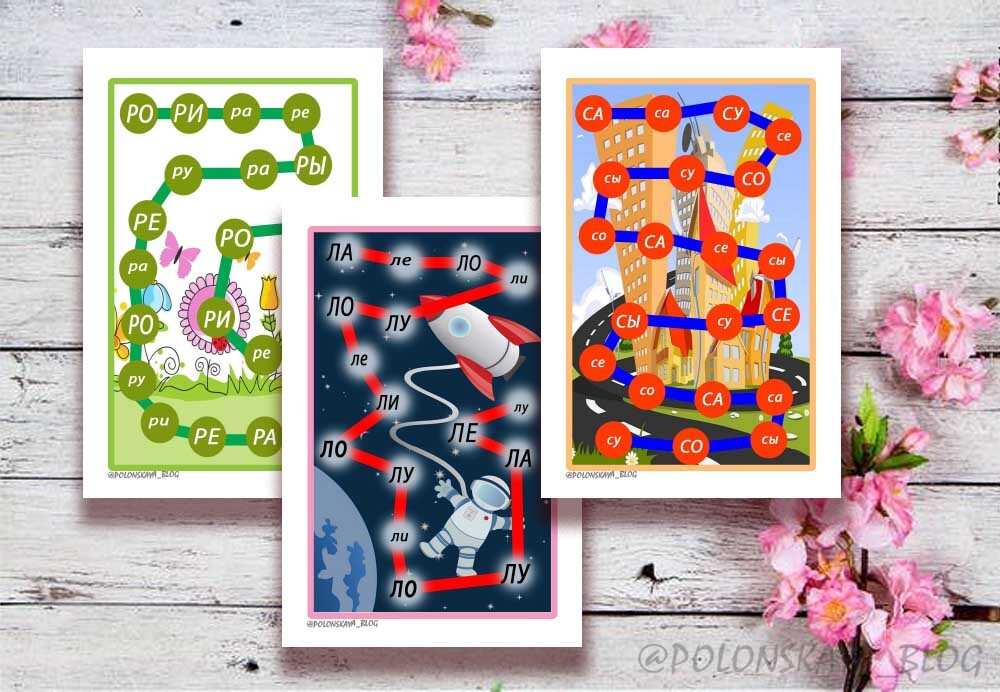 РО РИ ра ре
ру ра РЫ
РЕ
РО
ра
РИ
РО
ре
ру
ри РЕ РА
@POLONSKAYA_BLOG
ЛА ле ЛО ли
ЛО ЛУ
ле
ЛИ лу
ЛЕ
ЛО ЛУ ЛА
ли
ЛО ЛУ
@POLONSKAYA_BLOG
СА са СУ се
сы су СО
со СА се сы
СЫ су СЕ
се со СА са
су СО сы
@POLONSKAYA_BLOG
@POLONSKAYA_BLOG